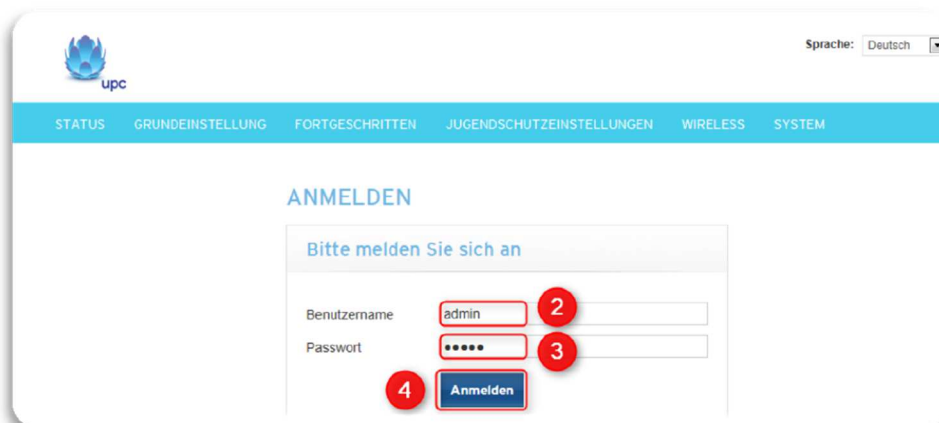 Sprache: Deutsch
upc
STATUS GRUNDEINSTELLUNG FORTGESCHRITTEN JUGENDSCHUTZEINSTELLUNGEN WIRELESS SYSTEM
ANMELDEN
Bitte melden Sie sich an
Benutzername admin 2
Passwort ••••• 3
4 Anmelden